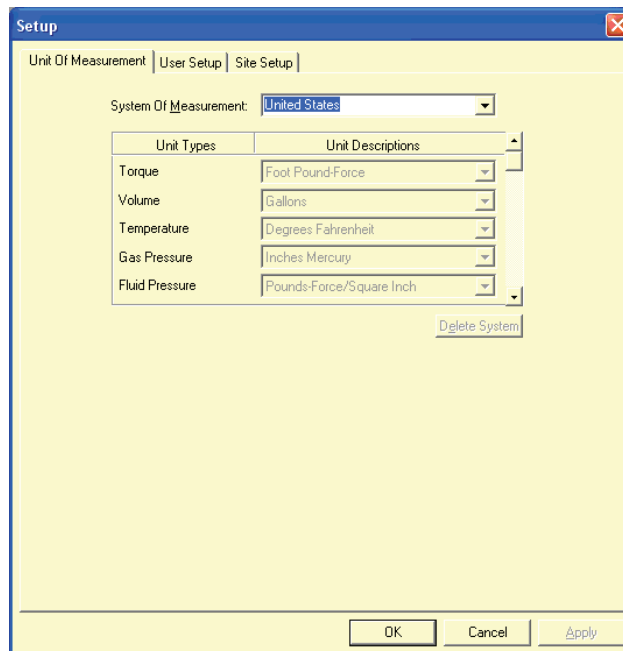 Setup
Unit Of Measurement User Setup Site Setup
System Of Measurement: United States
Unit Types Unit Descriptions
Torque Foot Pound-Force
Volume Gallons
Temperature Degrees Fahrenheit
Gas Pressure Inches Mercury
Fluid Pressure Pounds-Force/Square Inch
Delete System
OK Cancel Apply